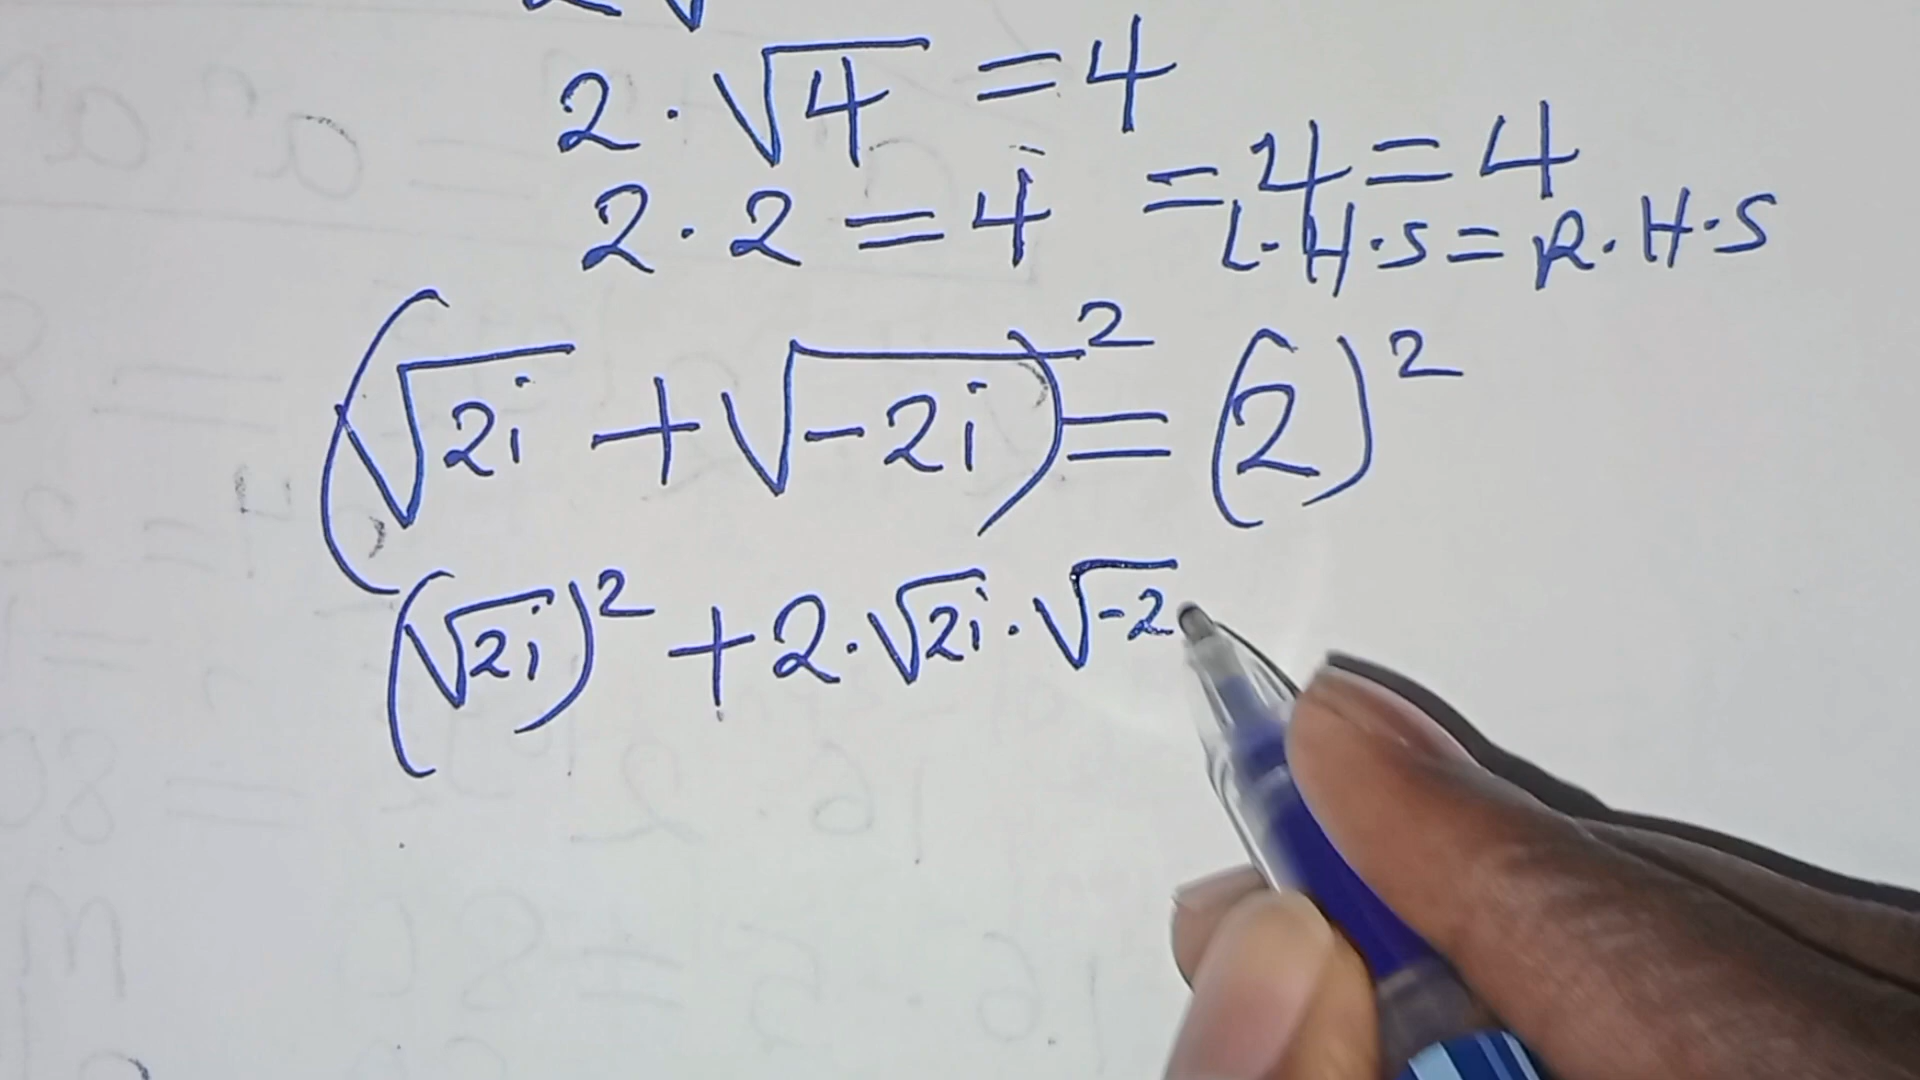 2 · √4 = 4
= 4 = 4
2 · 2 = 4
L.H.S = R.H.S
(√2i + √-2i)² = (2)²
(√2i)² + 2 · √2i · √-2